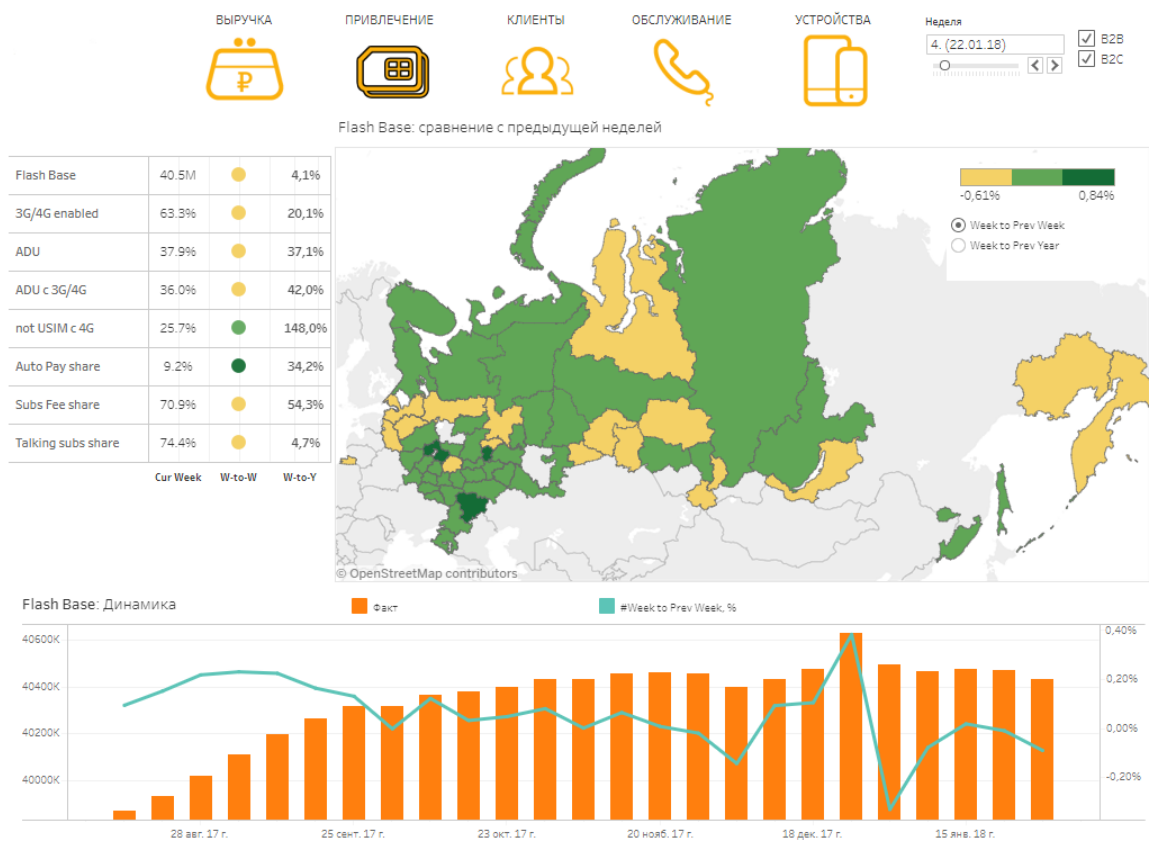 ВЫРУЧКА
ПРИВЛЕЧЕНИЕ
КЛИЕНТЫ
ОБСЛУЖИВАНИЕ
УСТРОЙСТВА
Неделя
4. (22.01.18)
B2B
B2C
₽
Flash Base: сравнение с предыдущей неделей
Flash Base 40.5M 4,1%
3G/4G enabled 63.3% 20,1%
ADU 37.9% 37,1%
ADU с 3G/4G 36.0% 42,0%
not USIM с 4G 25.7% 148,0%
Auto Pay share 9.2% 34,2%
Subs Fee share 70.9% 54,3%
Talking subs share 74.4% 4,7%
Cur Week W-to-W W-to-Y
-0,61% 0,84%
Week to Prev Week
Week to Prev Year
© OpenStreetMap contributors
Flash Base: Динамика
Факт
#Week to Prev Week, %
40600K
40400K
40200K
40000K
0,40%
0,20%
0,00%
-0,20%
28 авг. 17 г.
25 сент. 17 г.
23 окт. 17 г.
20 нояб. 17 г.
18 дек. 17 г.
15 янв. 18 г.